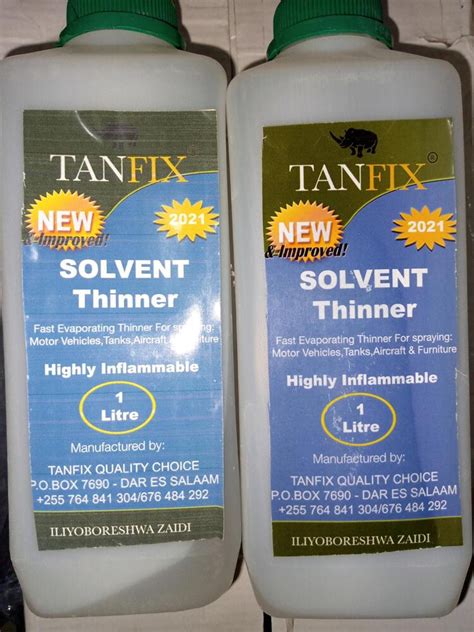 TANFIX
NEW
& Improved!
2021
SOLVENT
Thinner
Fast Evaporating Thinner For spraying:
Motor Vehicles,Tanks,Aircraft & Furniture
Highly Inflammable
1
Litre
Manufactured by:
TANFIX QUALITY CHOICE
P.O.BOX 7690 - DAR ES SALAAM
+255 764 841 304/676 484 292
ILIYOBORESHWA ZAIDI
TANFIX®
NEW
& Improved!
2021
SOLVENT
Thinner
Fast Evaporating Thinner For spraying:
Motor Vehicles,Tanks,Aircraft & Furniture
Highly Inflammable
1
Litre
Manufactured by:
TANFIX QUALITY CHOICE
P.O.BOX 7690 - DAR ES SALAAM
+255 764 841 304/676 484 292
ILIYOBORESHWA ZAIDI